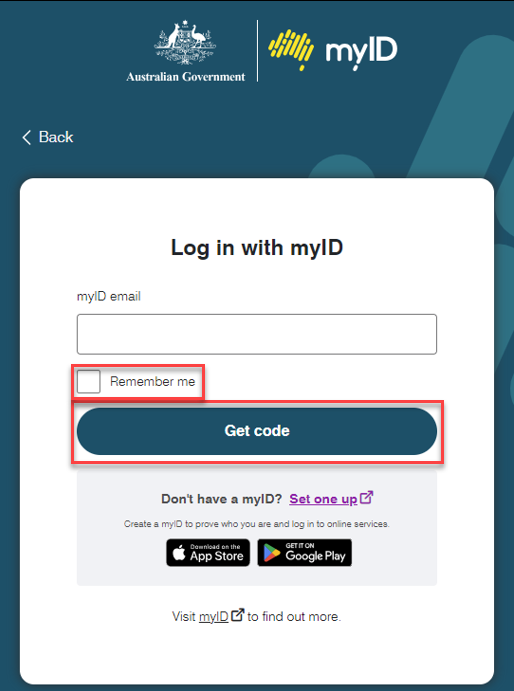 Australian Government
myID
Back
Log in with myID
myID email
Remember me
Get code
Don't have a myID? Set one up
Create a myID to prove who you are and log in to online services.
Download on the
App Store
GET IT ON
Google Play
Visit myID to find out more.